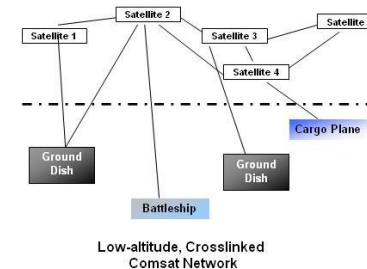 Satellite 2
Satellite 1
Satellite 3
Satellite
Satellite 4
Cargo Plane
Ground
Dish
Ground
Dish
Battleship
Low-altitude, Crosslinked
Comsat Network